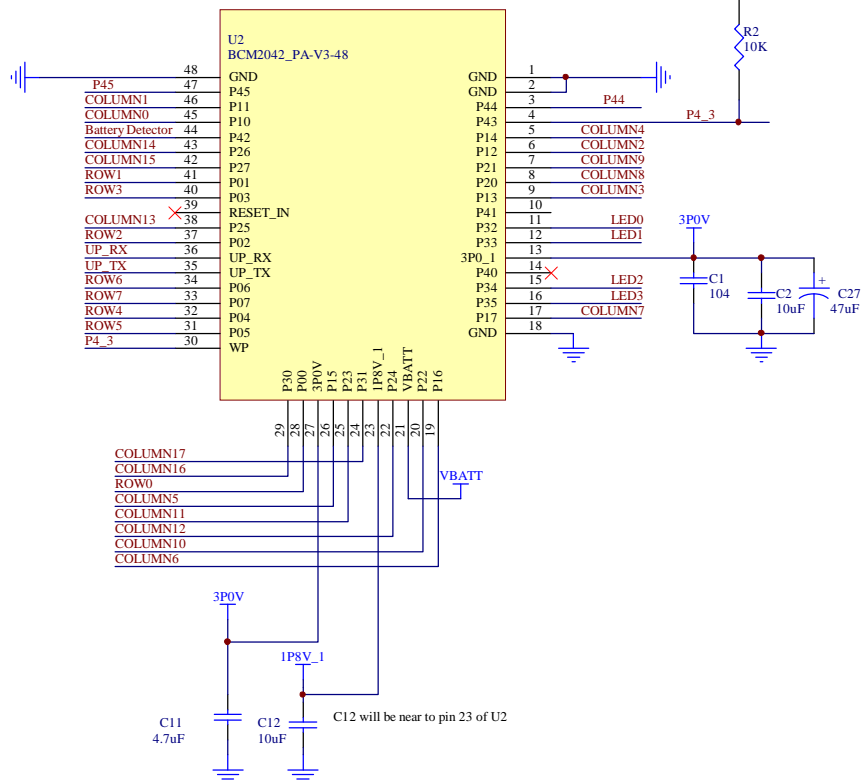 R2
10K
U2
BCM2042_PA-V3-48
48 GND
P45 47 P45
COLUMN1 46 P11
COLUMN0 45 P10
Battery Detector 44 P42
COLUMN14 43 P26
COLUMN15 42 P27
ROW1 41 P01
ROW3 40 P03
39 RESET_IN
COLUMN13 38 P25
ROW2 37 P02
UP_RX 36 UP_RX
UP_TX 35 UP_TX
ROW6 34 P06
ROW7 33 P07
ROW4 32 P04
ROW5 31 P05
P4_3 30 WP
GND 1
GND 2
P44 3 P44
P43 4 P4_3
P14 5 COLUMN4
P12 6 COLUMN2
P21 7 COLUMN9
P20 8 COLUMN8
P13 9 COLUMN3
P41 10
P32 11 LED0
P33 12 LED1
3P0_1 13
P40 14
P34 15 LED2
P35 16 LED3
P17 17 COLUMN7
GND 18
3P0V
C1
104
C2
10uF
+
C27
47uF
P30 P00 3P0V P15 P23 P31 1P8V_1 P24 VBATT P22 P16
29 28 27 26 25 24 23 22 21 20 19
COLUMN17
COLUMN16
ROW0
COLUMN5
COLUMN11
COLUMN12
COLUMN10
COLUMN6
VBATT
3P0V
1P8V_1
C11
4.7uF
C12
10uF
C12 will be near to pin 23 of U2